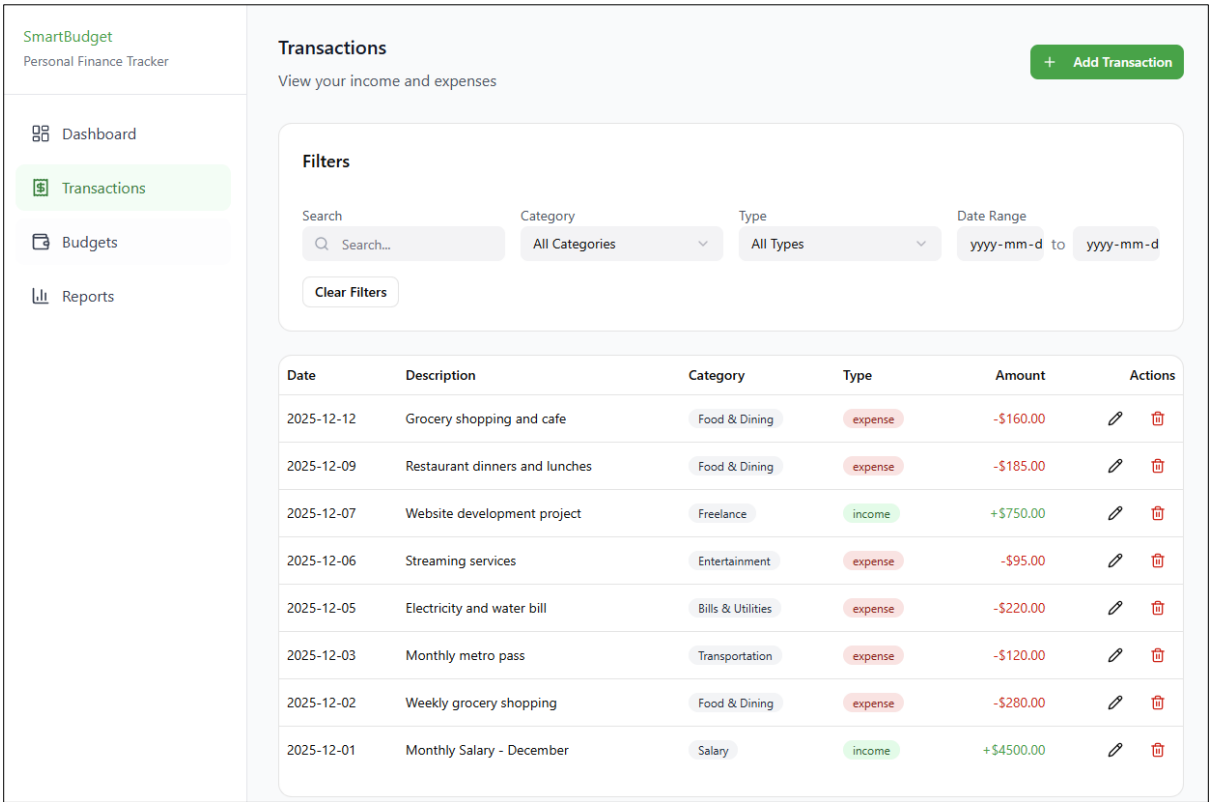 SmartBudget
Personal Finance Tracker
Dashboard
Transactions
Budgets
Reports
Transactions
View your income and expenses
+ Add Transaction
Filters
Search Category Type Date Range
Search... All Categories All Types yyyy-mm-d to yyyy-mm-d
Clear Filters
Date Description Category Type Amount Actions
2025-12-12 Grocery shopping and cafe Food & Dining expense -$160.00
2025-12-09 Restaurant dinners and lunches Food & Dining expense -$185.00
2025-12-07 Website development project Freelance income +$750.00
2025-12-06 Streaming services Entertainment expense -$95.00
2025-12-05 Electricity and water bill Bills & Utilities expense -$220.00
2025-12-03 Monthly metro pass Transportation expense -$120.00
2025-12-02 Weekly grocery shopping Food & Dining expense -$280.00
2025-12-01 Monthly Salary - December Salary income +$4500.00